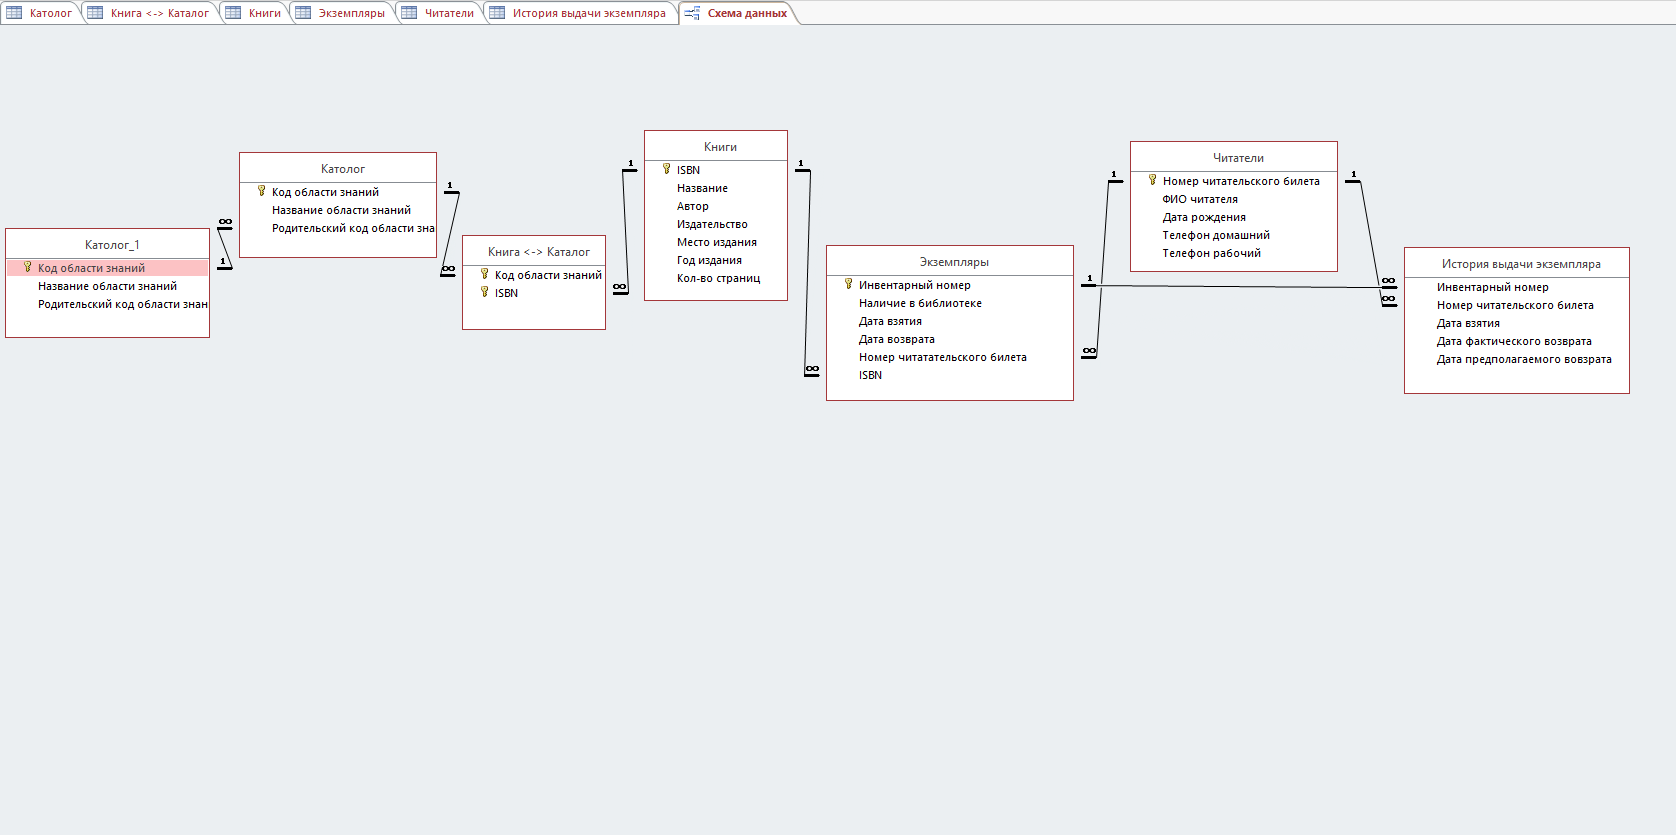 Католог
Книга <-> Каталог
Книги
Экземпляры
Читатели
История выдачи экземпляра
Схема данных
Католог_1
Код области знаний
Название области знаний
Родительский код области знан
Католог
Код области знаний
Название области знаний
Родительский код области зна
Книга <-> Каталог
Код области знаний
ISBN
Книги
ISBN
Название
Автор
Издательство
Место издания
Год издания
Кол-во страниц
Экземпляры
Инвентарный номер
Наличие в библиотеке
Дата взятия
Дата возврата
Номер читатательского билета
ISBN
Читатели
Номер читательского билета
ФИО читателя
Дата рождения
Телефон домашний
Телефон рабочий
История выдачи экземпляра
Инвентарный номер
Номер читательского билета
Дата взятия
Дата фактического возврата
Дата предполагаемого вовзрата
∞
1
1
∞
1
∞
1
∞
1
∞
1
1
∞
∞